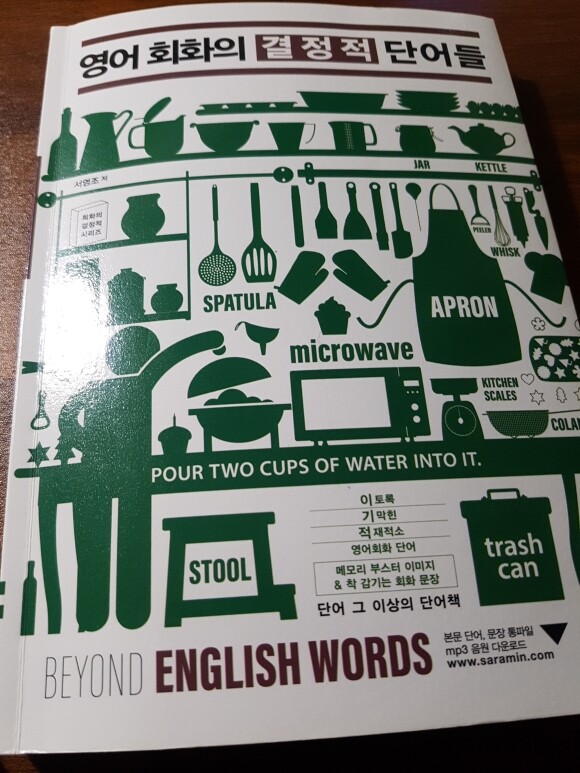 영어 회화의 결정적 단어들
JAR
KETTLE
서영조 저
회화의
결정적
시리즈
PEELER
WHISK
SPATULA
APRON
microwave
KITCHEN
SCALES
COLAN
POUR TWO CUPS OF WATER INTO IT.
이토록
기막힌
적재적소
영어회화 단어
메모리 부스터 이미지
& 착 감기는 회화 문장
단어 그 이상의 단어책
STOOL
trash
can
BEYOND ENGLISH WORDS
본문 단어, 문장 통파일
mp3 음원 다운로드
www.saramin.com